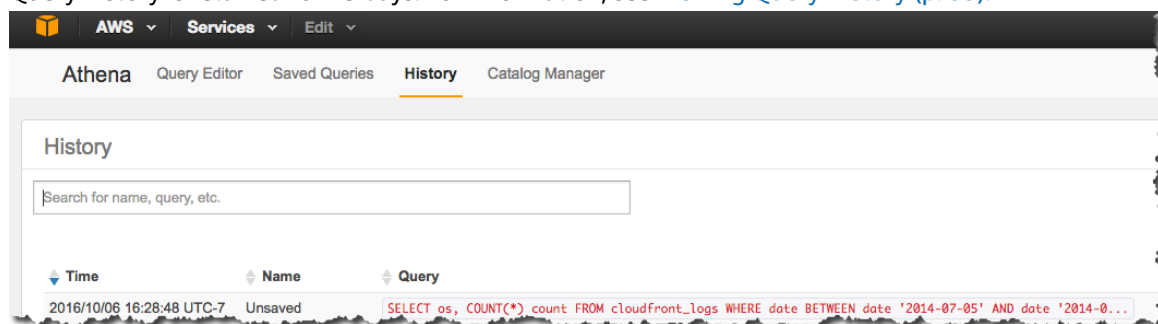 AWS Services Edit
Athena Query Editor Saved Queries History Catalog Manager
History
Search for name, query, etc.
Time Name Query
2016/10/06 16:28:48 UTC-7 Unsaved SELECT os, COUNT(*) count FROM cloudfront_logs WHERE date BETWEEN date '2014-07-05' AND date '2014-0...